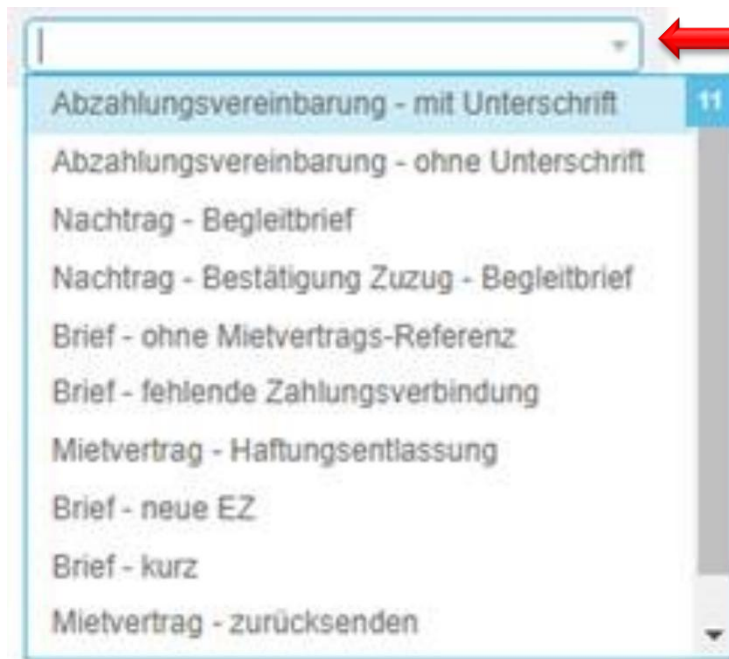 Abzahlungsvereinbarung - mit Unterschrift
11
Abzahlungsvereinbarung - ohne Unterschrift
Nachtrag - Begleitbrief
Nachtrag - Bestätigung Zuzug - Begleitbrief
Brief - ohne Mietvertrags-Referenz
Brief - fehlende Zahlungsverbindung
Mietvertrag - Haftungsentlassung
Brief - neue EZ
Brief - kurz
Mietvertrag - zurücksenden